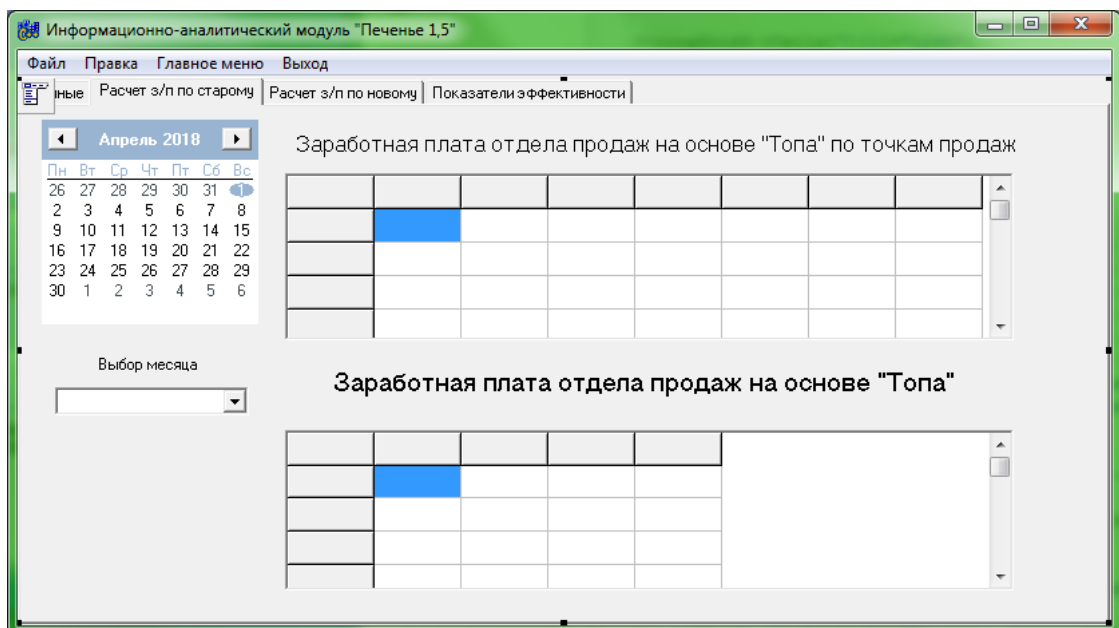 Информационно-аналитический модуль "Печенье 1,5"
Файл Правка Главное меню Выход
нные Расчет з/п по старому Расчет з/п по новому Показатели эффективности
Апрель 2018
Пн Вт Ср Чт Пт Сб Вс
26 27 28 29 30 31 1
2 3 4 5 6 7 8
9 10 11 12 13 14 15
16 17 18 19 20 21 22
23 24 25 26 27 28 29
30 1 2 3 4 5 6
Выбор месяца
Заработная плата отдела продаж на основе "Топа" по точкам продаж
Заработная плата отдела продаж на основе "Топа"